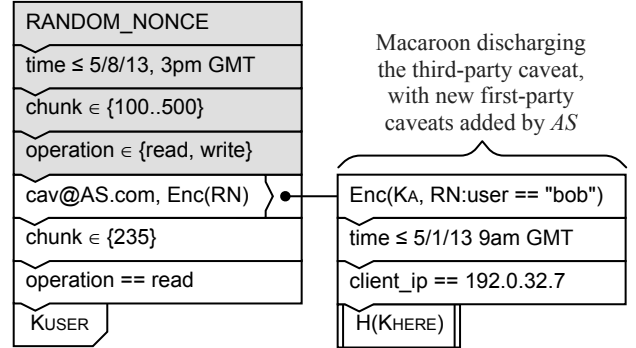 RANDOM_NONCE
time ≤ 5/8/13, 3pm GMT
chunk ∈ {100..500}
operation ∈ {read, write}
cav@AS.com, Enc(RN)
chunk ∈ {235}
operation == read
KUSER
Macaroon discharging
the third-party caveat,
with new first-party
caveats added by AS
Enc(KA, RN:user == "bob")
time ≤ 5/1/13 9am GMT
client_ip == 192.0.32.7
H(KHERE)